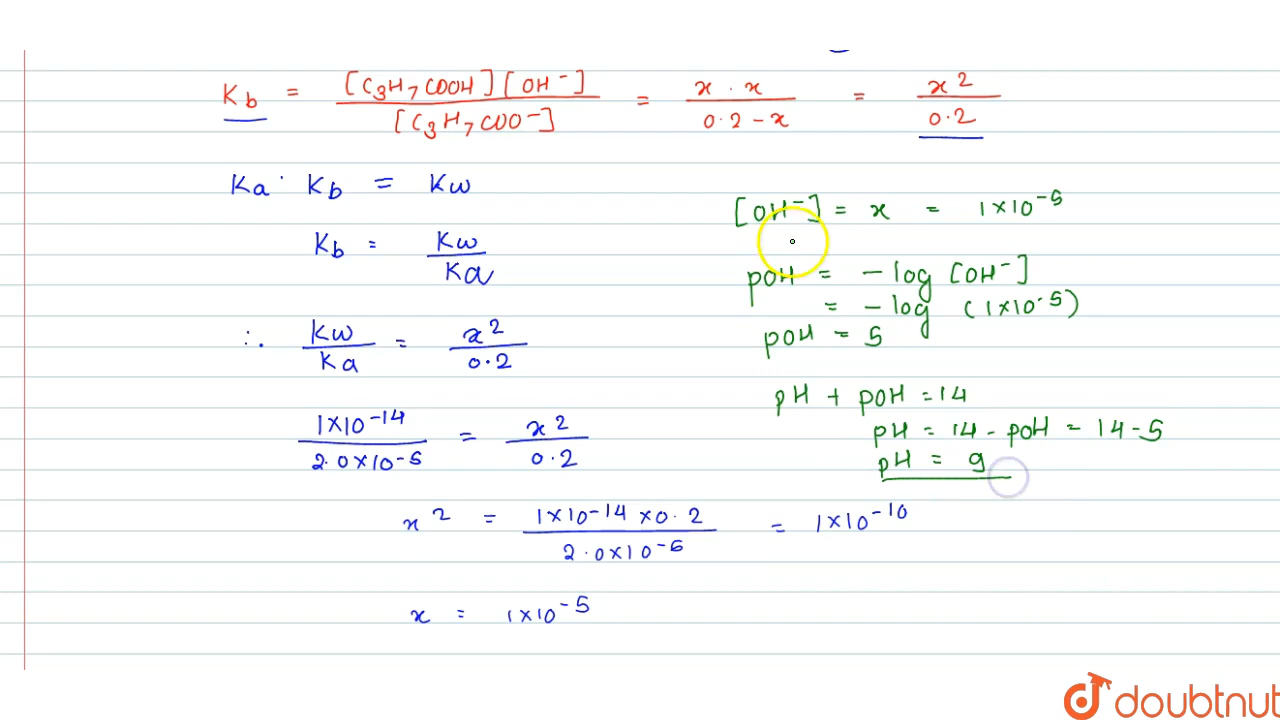 Kb = [C3H7COOH][OH-] / [C3H7COO-] = x . x / 0.2 - x = x2 / 0.2
Ka . Kb = Kw
Kb = Kw / Ka
∴ Kw / Ka = x2 / 0.2
1×10-14 / 2.0×10-5 = x2 / 0.2
x2 = 1×10-14 ×0.2 / 2.0×10-5 = 1×10-10
x = 1×10-5
[OH-] = x = 1×10-5
pOH = -log [OH-]
= -log (1×10-5)
pOH = 5
pH + pOH = 14
pH = 14 - pOH = 14-5
pH = 9
doubtnut